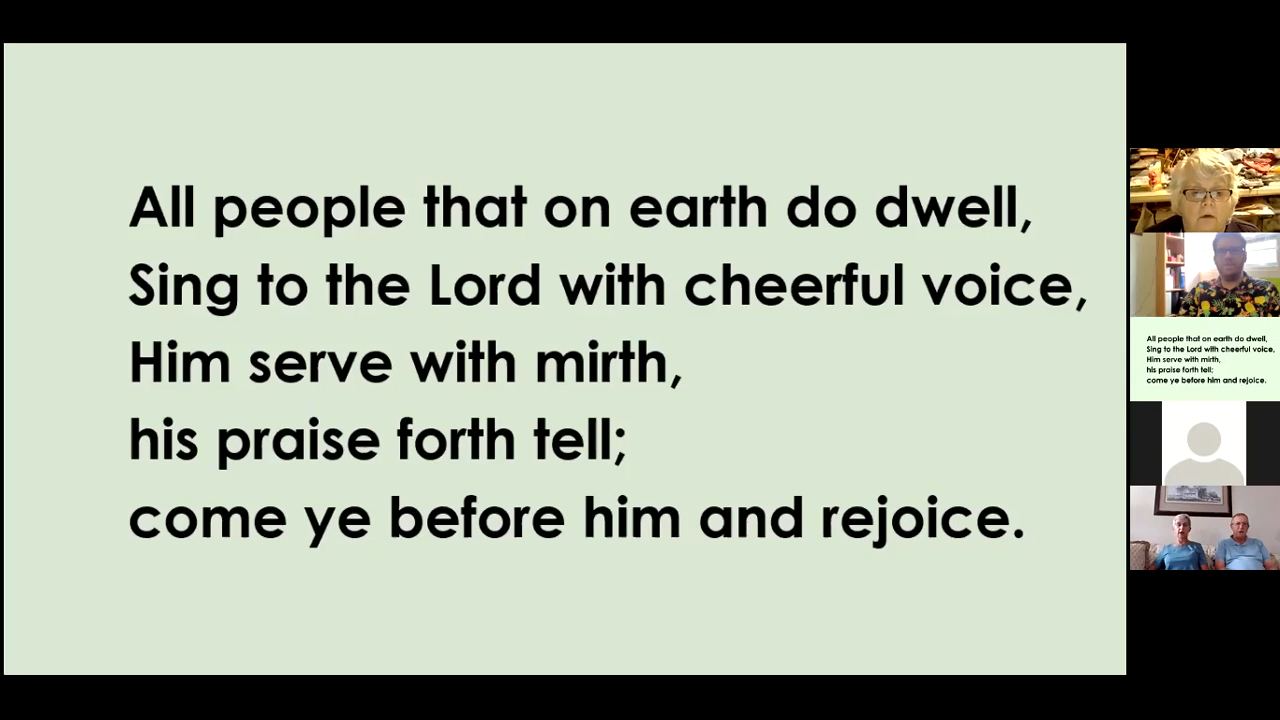 All people that on earth do dwell,
Sing to the Lord with cheerful voice,
Him serve with mirth,
his praise forth tell;
come ye before him and rejoice.
All people that on earth do dwell,
Sing to the Lord with cheerful voice,
Him serve with mirth,
his praise forth tell;
come ye before him and rejoice.